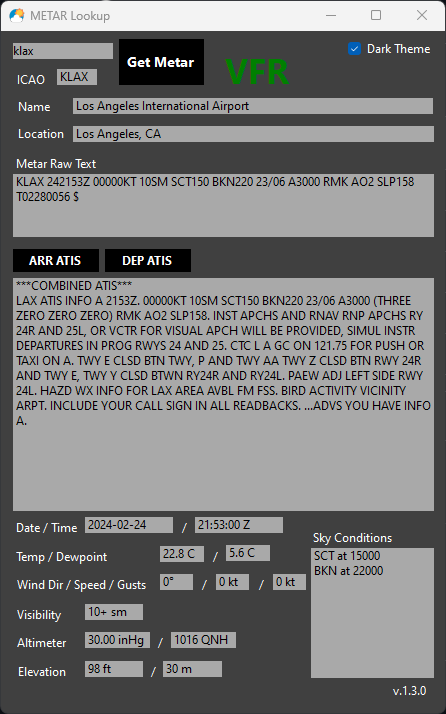 METAR Lookup
klax
Get Metar
VFR
Dark Theme
ICAO KLAX
Name Los Angeles International Airport
Location Los Angeles, CA
Metar Raw Text
KLAX 242153Z 00000KT 10SM SCT150 BKN220 23/06 A3000 RMK AO2 SLP158
T02280056 $
ARR ATIS DEP ATIS
***COMBINED ATIS***
LAX ATIS INFO A 2153Z. 00000KT 10SM SCT150 BKN220 23/06 A3000 (THREE
ZERO ZERO ZERO) RMK AO2 SLP158. INST APCHS AND RNAV RNP APCHS RY
24R AND 25L, OR VCTR FOR VISUAL APCH WILL BE PROVIDED, SIMUL INSTR
DEPARTURES IN PROG RWYS 24 AND 25. CTC L A GC ON 121.75 FOR PUSH OR
TAXI ON A. TWY E CLSD BTN TWY, P AND TWY AA TWY Z CLSD BTN RWY 24R
AND TWY E, TWY Y CLSD BTWN RY24R AND RY24L. PAEW ADJ LEFT SIDE RWY
24L. HAZD WX INFO FOR LAX AREA AVBL FM FSS. BIRD ACTIVITY VICINITY
ARPT. INCLUDE YOUR CALL SIGN IN ALL READBACKS. ...ADVS YOU HAVE INFO
A.
Date / Time 2024-02-24 / 21:53:00 Z
Temp / Dewpoint 22.8 C / 5.6 C
Wind Dir / Speed / Gusts 0° / 0 kt / 0 kt
Visibility 10+ sm
Altimeter 30.00 inHg / 1016 QNH
Elevation 98 ft / 30 m
Sky Conditions
SCT at 15000
BKN at 22000
v.1.3.0